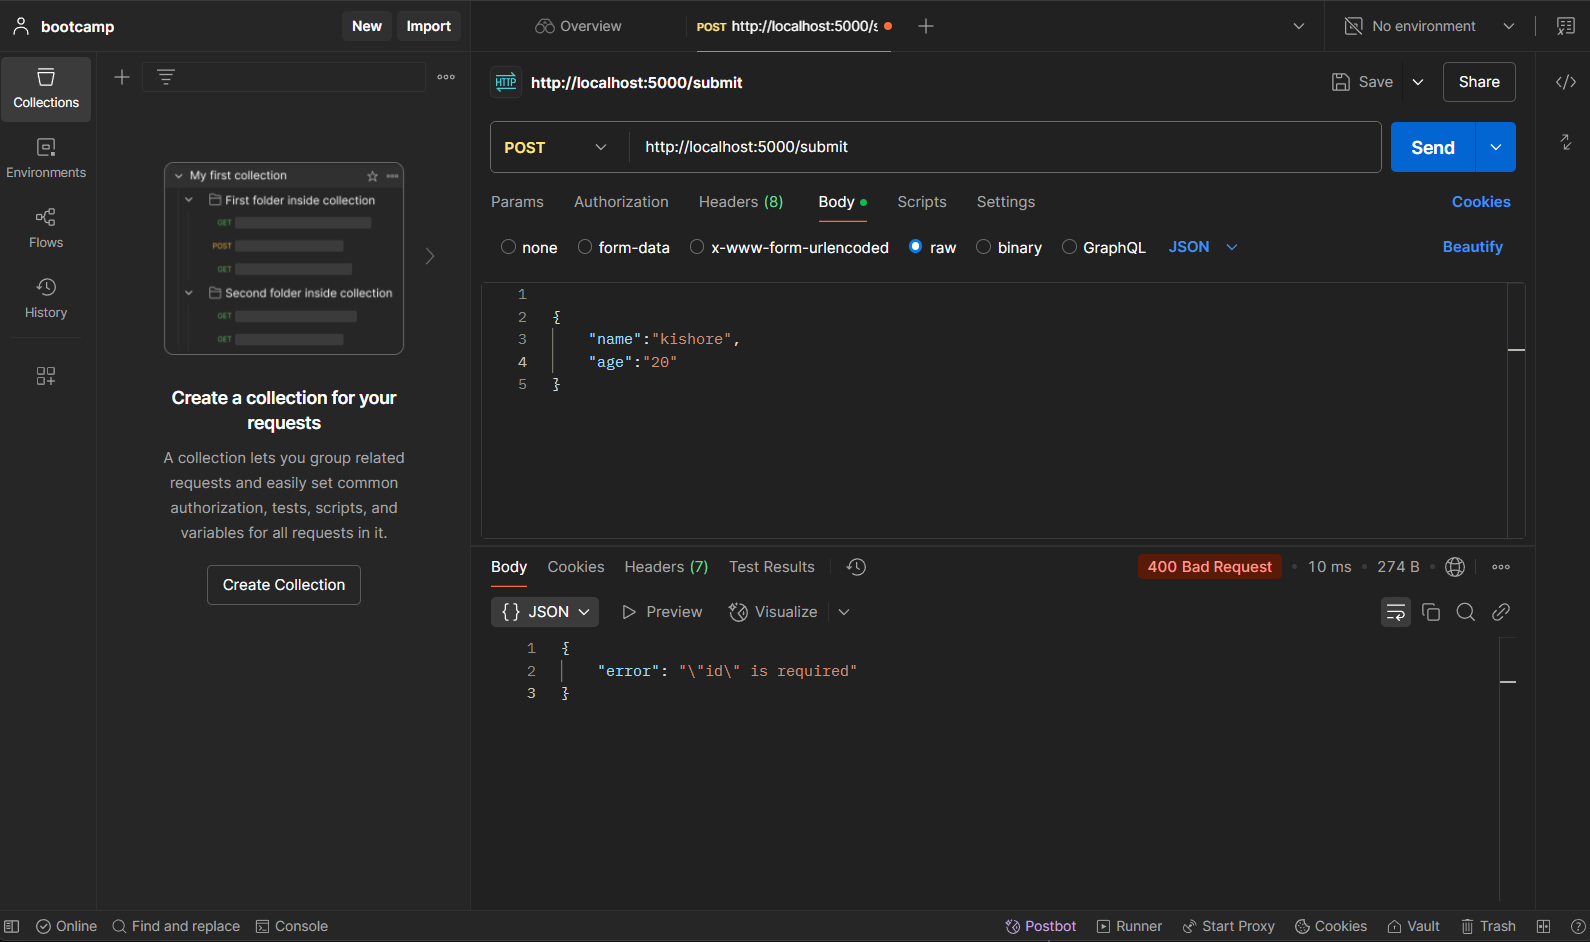 bootcamp
New
Import
Overview
POST http://localhost:5000/s
No environment
Collections
Environments
Flows
History
My first collection
First folder inside collection
GET
POST
GET
Second folder inside collection
GET
GET
Create a collection for your
requests
A collection lets you group related
requests and easily set common
authorization, tests, scripts, and
variables for all requests in it.
Create Collection
HTTP http://localhost:5000/submit
Save
Share
POST
http://localhost:5000/submit
Send
Params
Authorization
Headers (8)
Body
Scripts
Settings
Cookies
none
form-data
x-www-form-urlencoded
raw
binary
GraphQL
JSON
Beautify
1
2 {
3 "name":"kishore",
4 "age":"20"
5 }
Body
Cookies
Headers (7)
Test Results
400 Bad Request
10 ms
274 B
{} JSON
Preview
Visualize
1 {
2 "error": "\"id\" is required"
3 }
Online
Find and replace
Console
Postbot
Runner
Start Proxy
Cookies
Vault
Trash